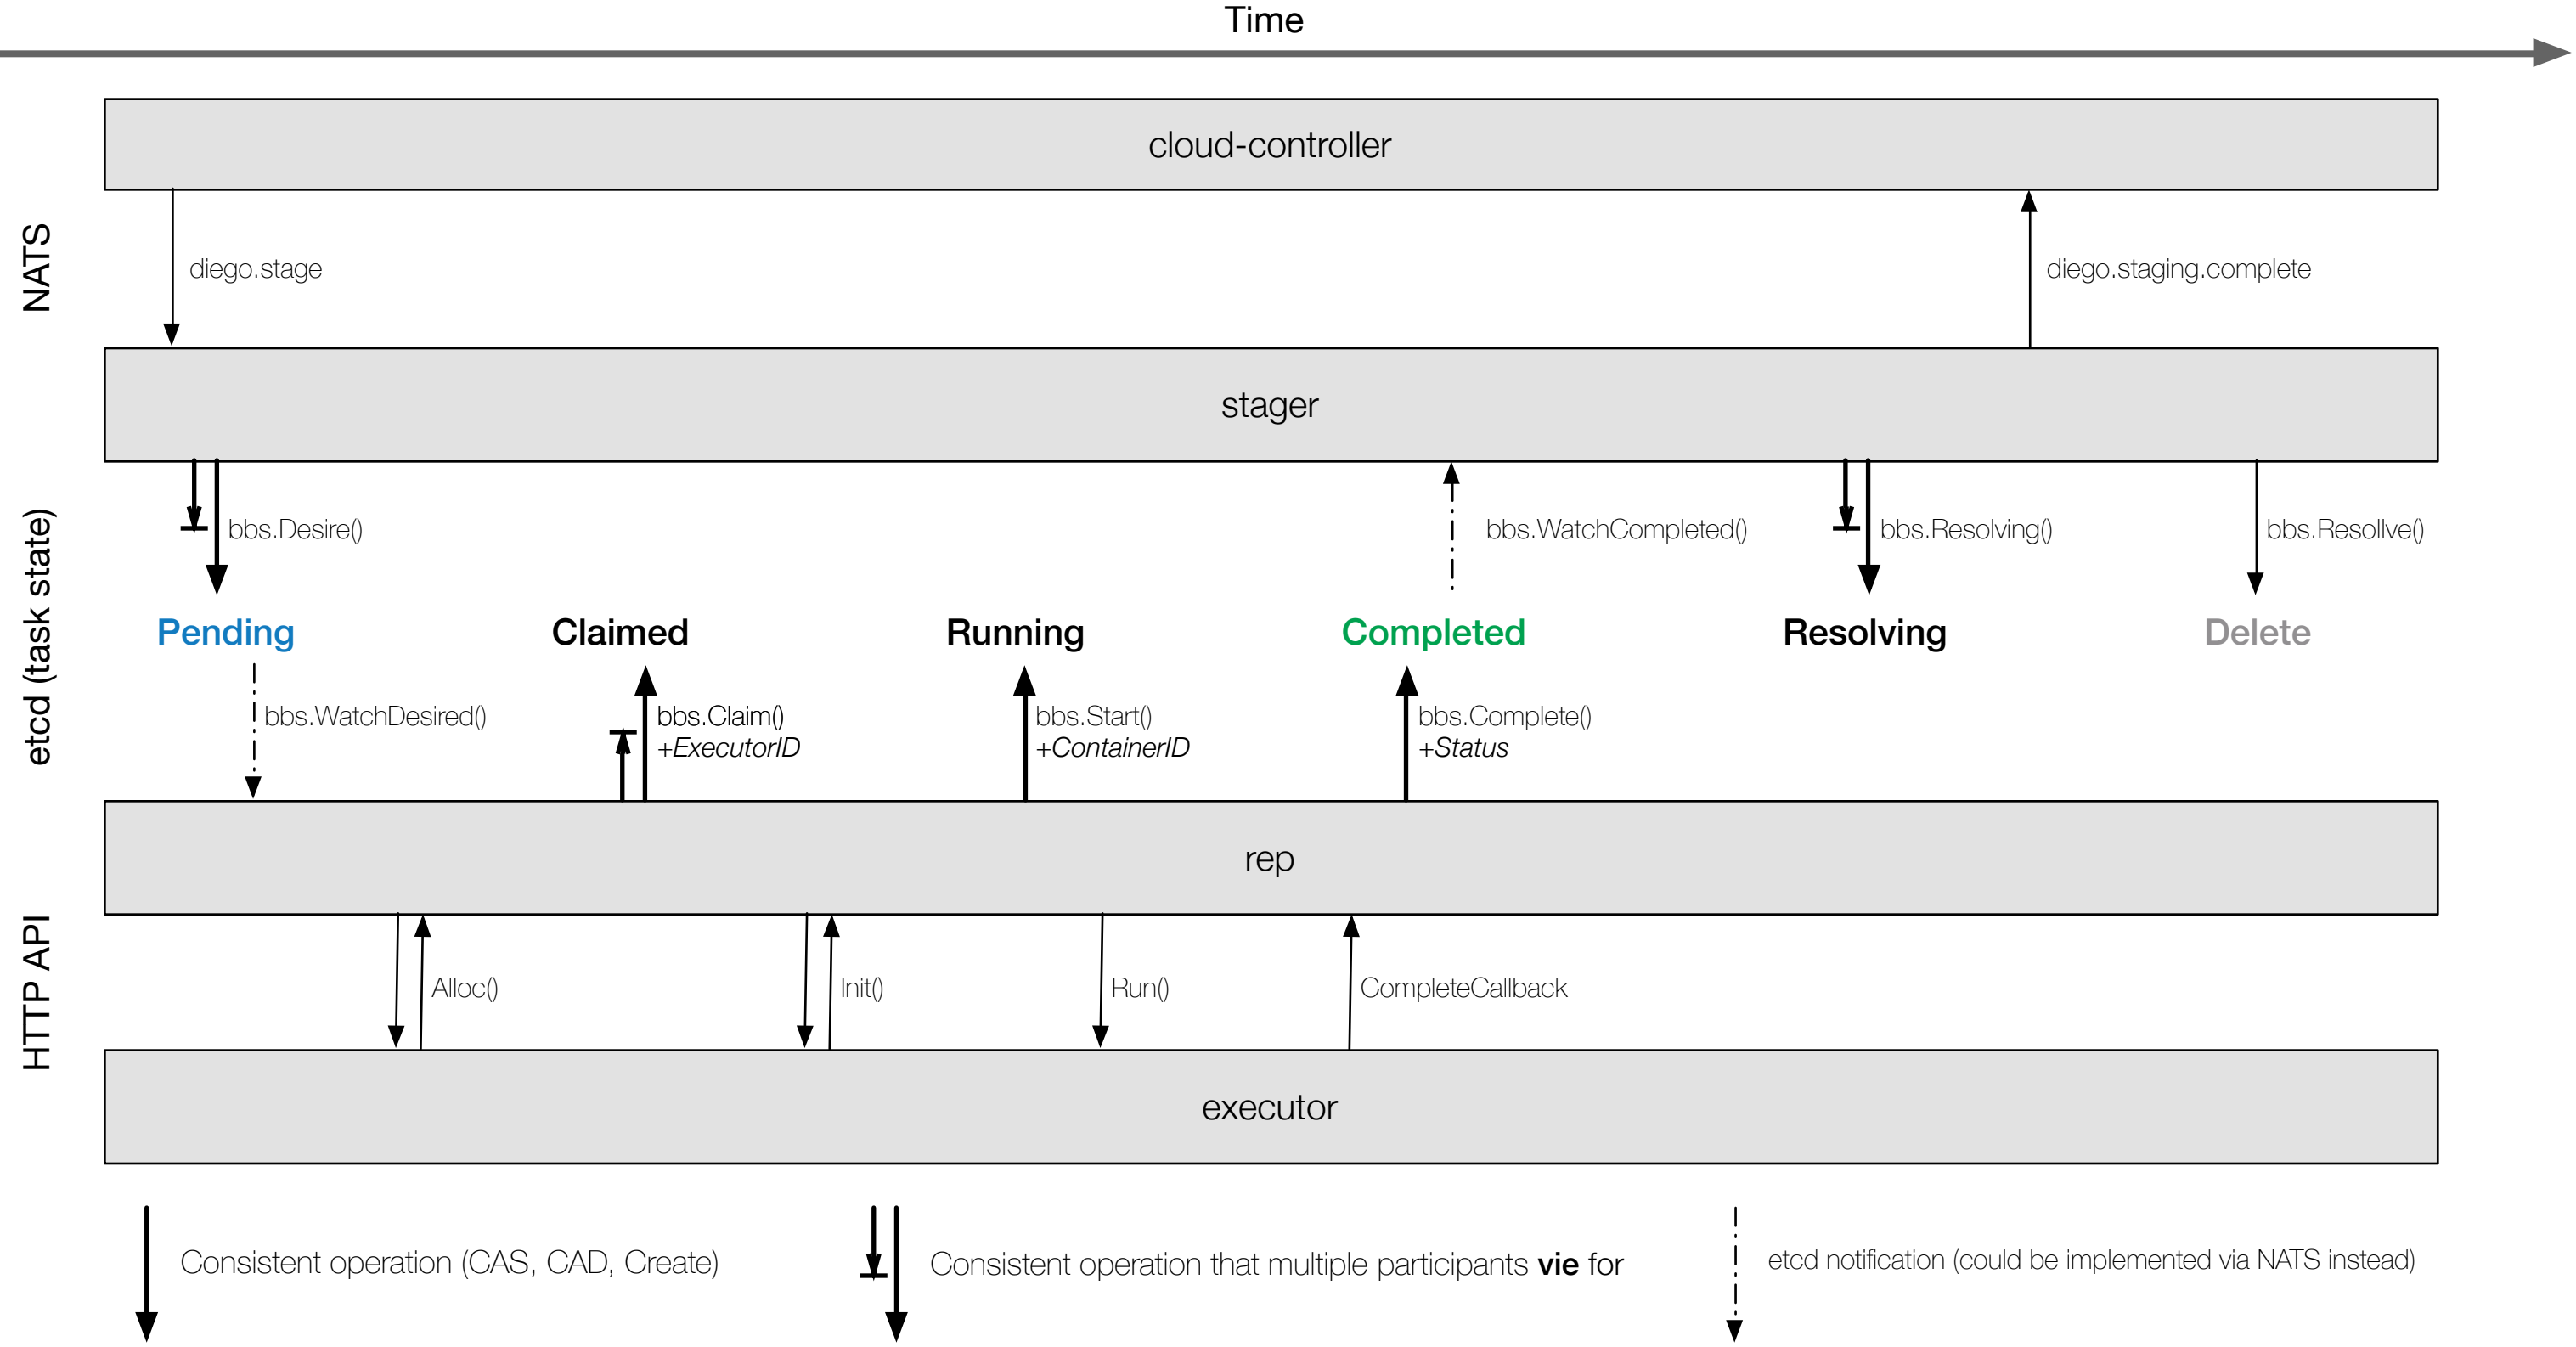 Time
cloud-controller
NATS
diego.stage
diego.staging.complete
stager
etcd (task state)
bbs.Desire()
bbs.WatchCompleted()
bbs.Resolving()
bbs.Resollve()
Pending
Claimed
Running
Completed
Resolving
Delete
bbs.WatchDesired()
bbs.Claim()
+ExecutorID
bbs.Start()
+ContainerID
bbs.Complete()
+Status
rep
HTTP API
Alloc()
Init()
Run()
CompleteCallback
executor
Consistent operation (CAS, CAD, Create)
Consistent operation that multiple participants vie for
etcd notification (could be implemented via NATS instead)